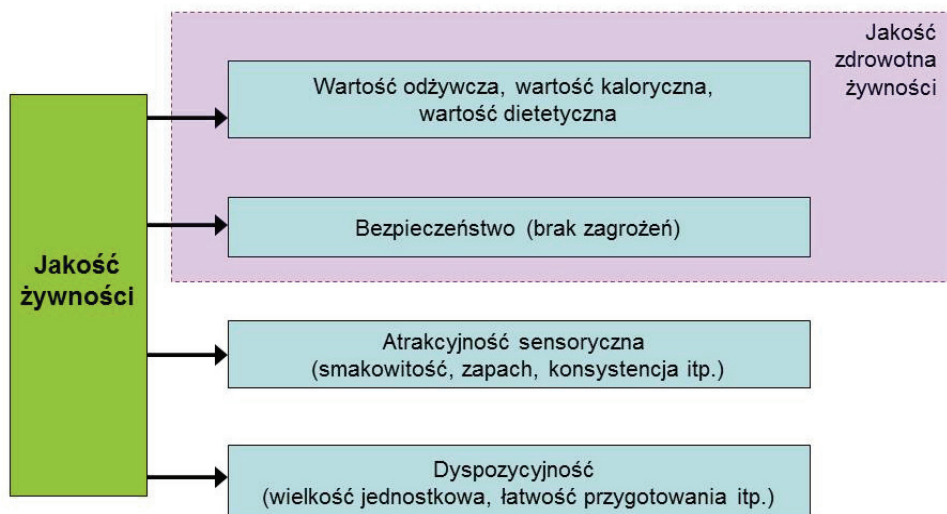 Jakość
zdrowotna
żywności
Wartość odżywcza, wartość kaloryczna,
wartość dietetyczna
Bezpieczeństwo (brak zagrożeń)
Jakość
żywności
Atrakcyjność sensoryczna
(smakowitość, zapach, konsystencja itp.)
Dyspozycyjność
(wielkość jednostkowa, łatwość przygotowania itp.)